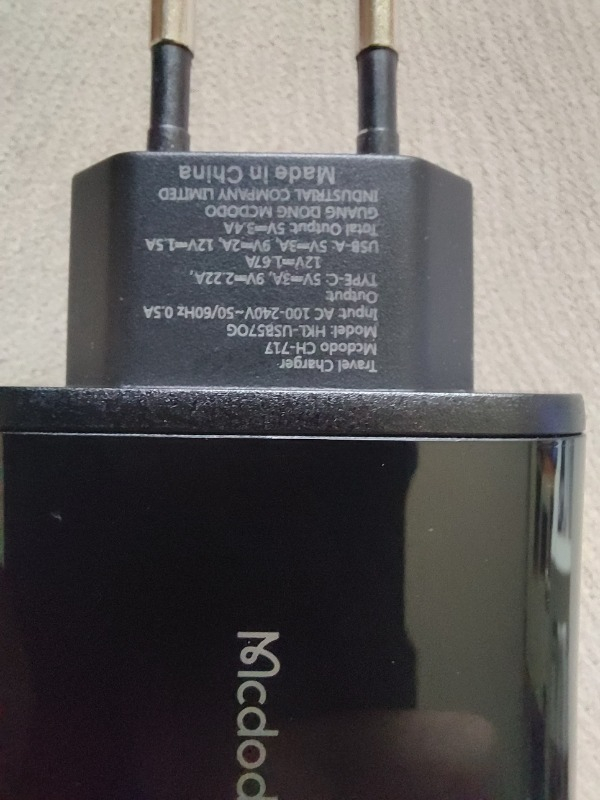 Travel Charger
Mcdodo CH-717
Model: HKL-USB57OG
Input: AC 100-240V~50/60Hz 0.5A
Output:
TYPE-C: 5V⎓3A, 9V⎓2.22A,
12V⎓1.67A
USB-A: 5V⎓3A, 9V⎓2A, 12V⎓1.5A
Total Output: 5V⎓3.4A
GUANG DONG MCDODO
INDUSTRIAL COMPANY LIMITED
Made in China
Mcdod